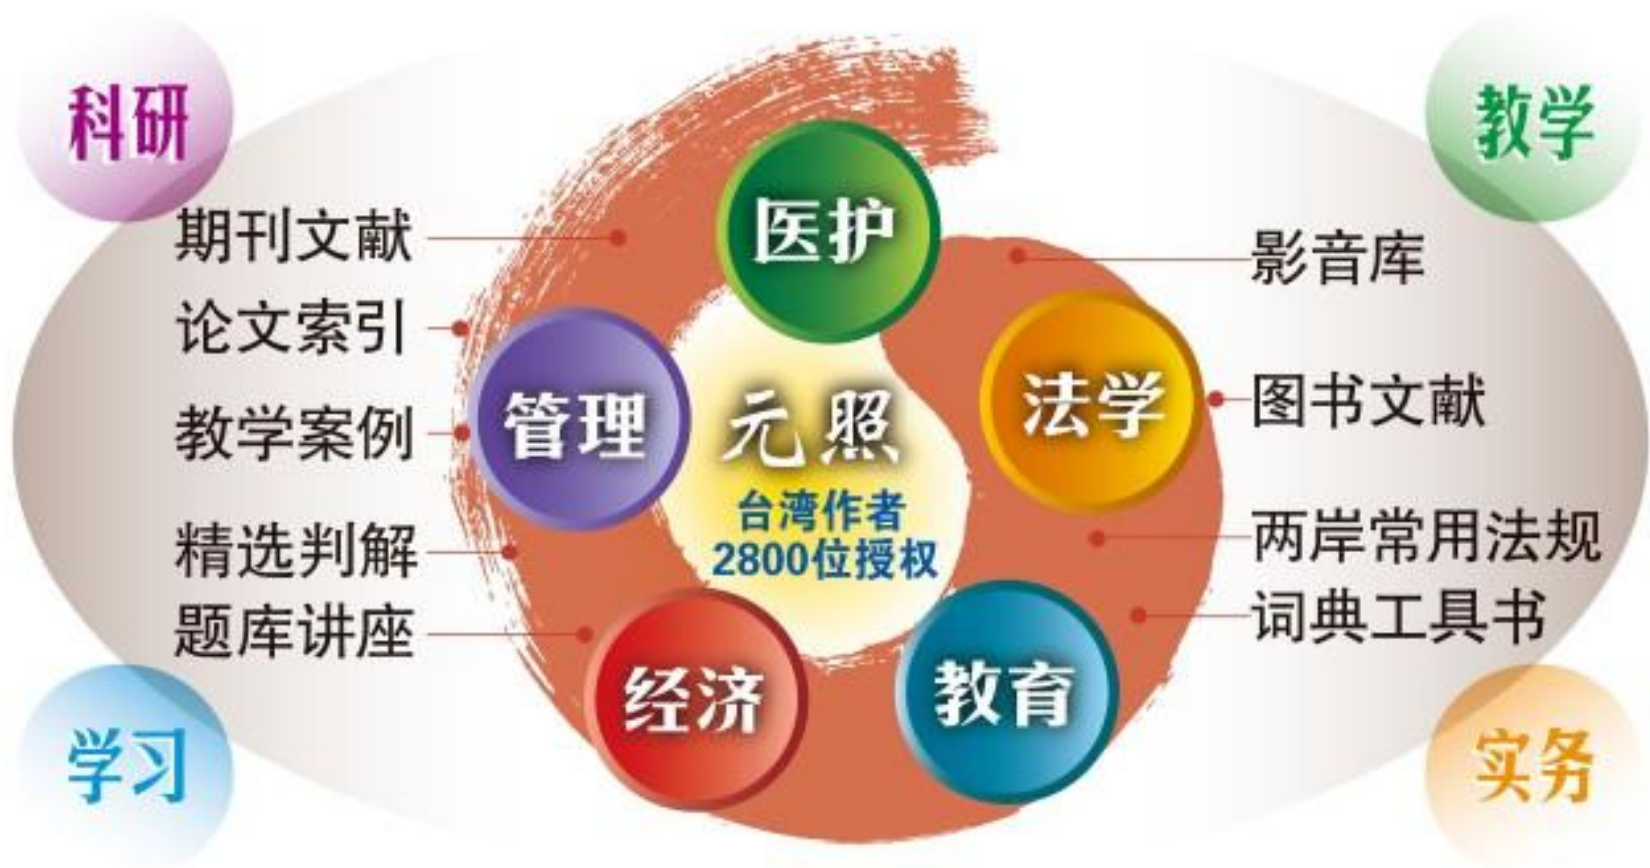 科研
教学
期刊文献
论文索引
教学案例
精选判解
题库讲座
医护
管理
法学
经济
教育
元照
台湾作者
2800位授权
影音库
图书文献
两岸常用法规
词典工具书
学习
实务